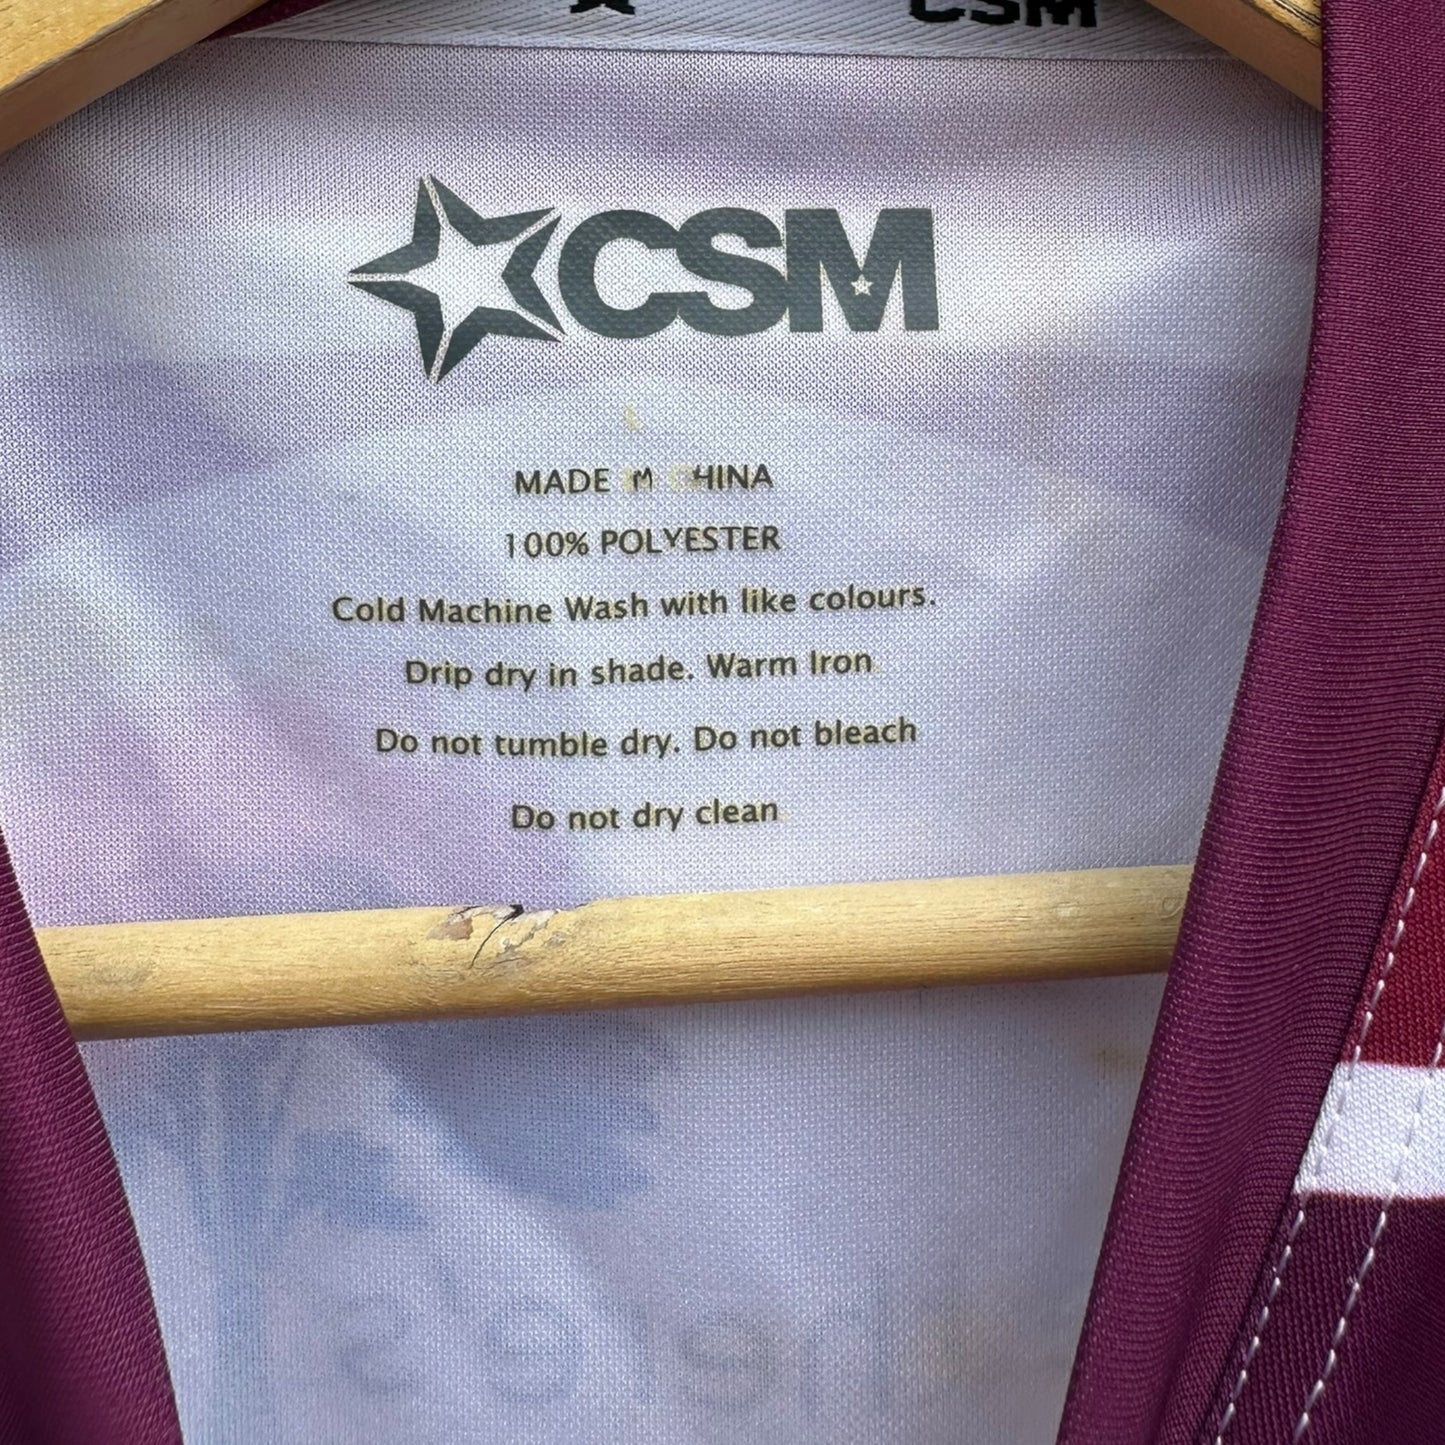 CSM
CSM
MADE IN CHINA
100% POLYESTER
Cold Machine Wash with like colours.
Drip dry in shade. Warm Iron
Do not tumble dry. Do not bleach
Do not dry clean